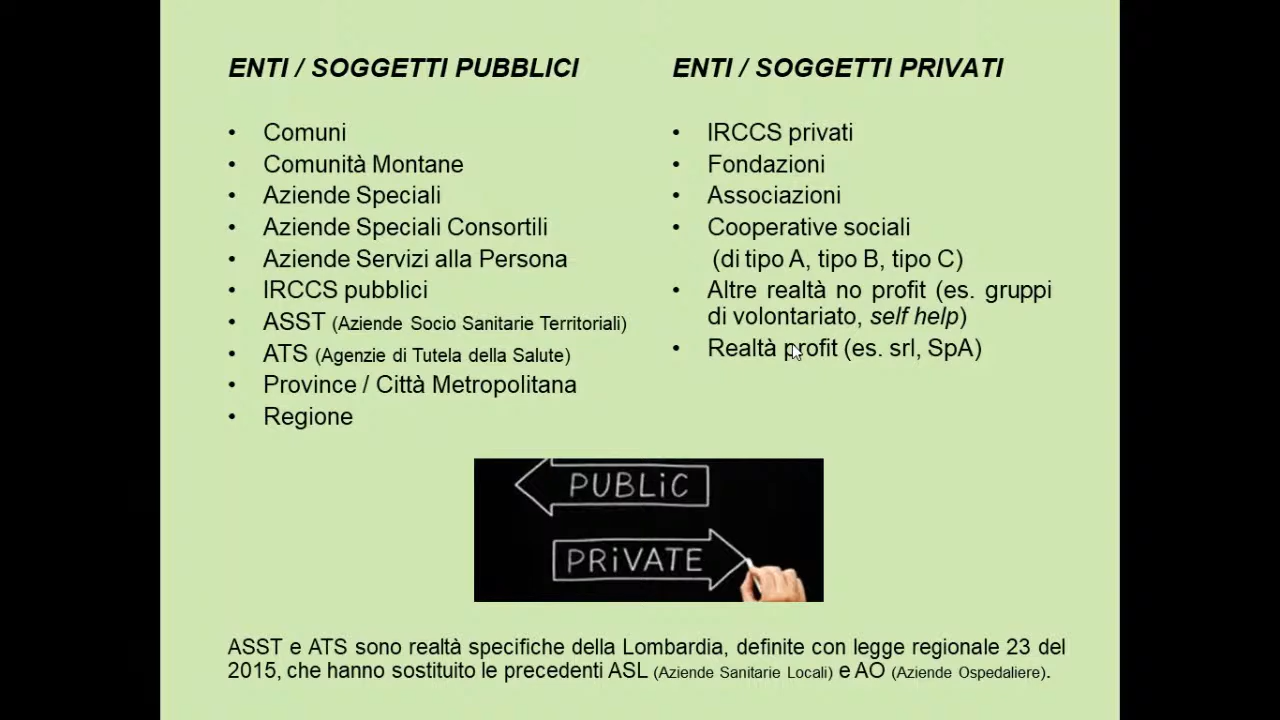 ENTI / SOGGETTI PUBBLICI
• Comuni
• Comunità Montane
• Aziende Speciali
• Aziende Speciali Consortili
• Aziende Servizi alla Persona
• IRCCS pubblici
• ASST (Aziende Socio Sanitarie Territoriali)
• ATS (Agenzie di Tutela della Salute)
• Province / Città Metropolitana
• Regione
ENTI / SOGGETTI PRIVATI
• IRCCS privati
• Fondazioni
• Associazioni
• Cooperative sociali
(di tipo A, tipo B, tipo C)
• Altre realtà no profit (es. gruppi
di volontariato, self help)
• Realtà profit (es. srl, SpA)
PUBLiC
PRiVATE
ASST e ATS sono realtà specifiche della Lombardia, definite con legge regionale 23 del
2015, che hanno sostituito le precedenti ASL (Aziende Sanitarie Locali) e AO (Aziende Ospedaliere).